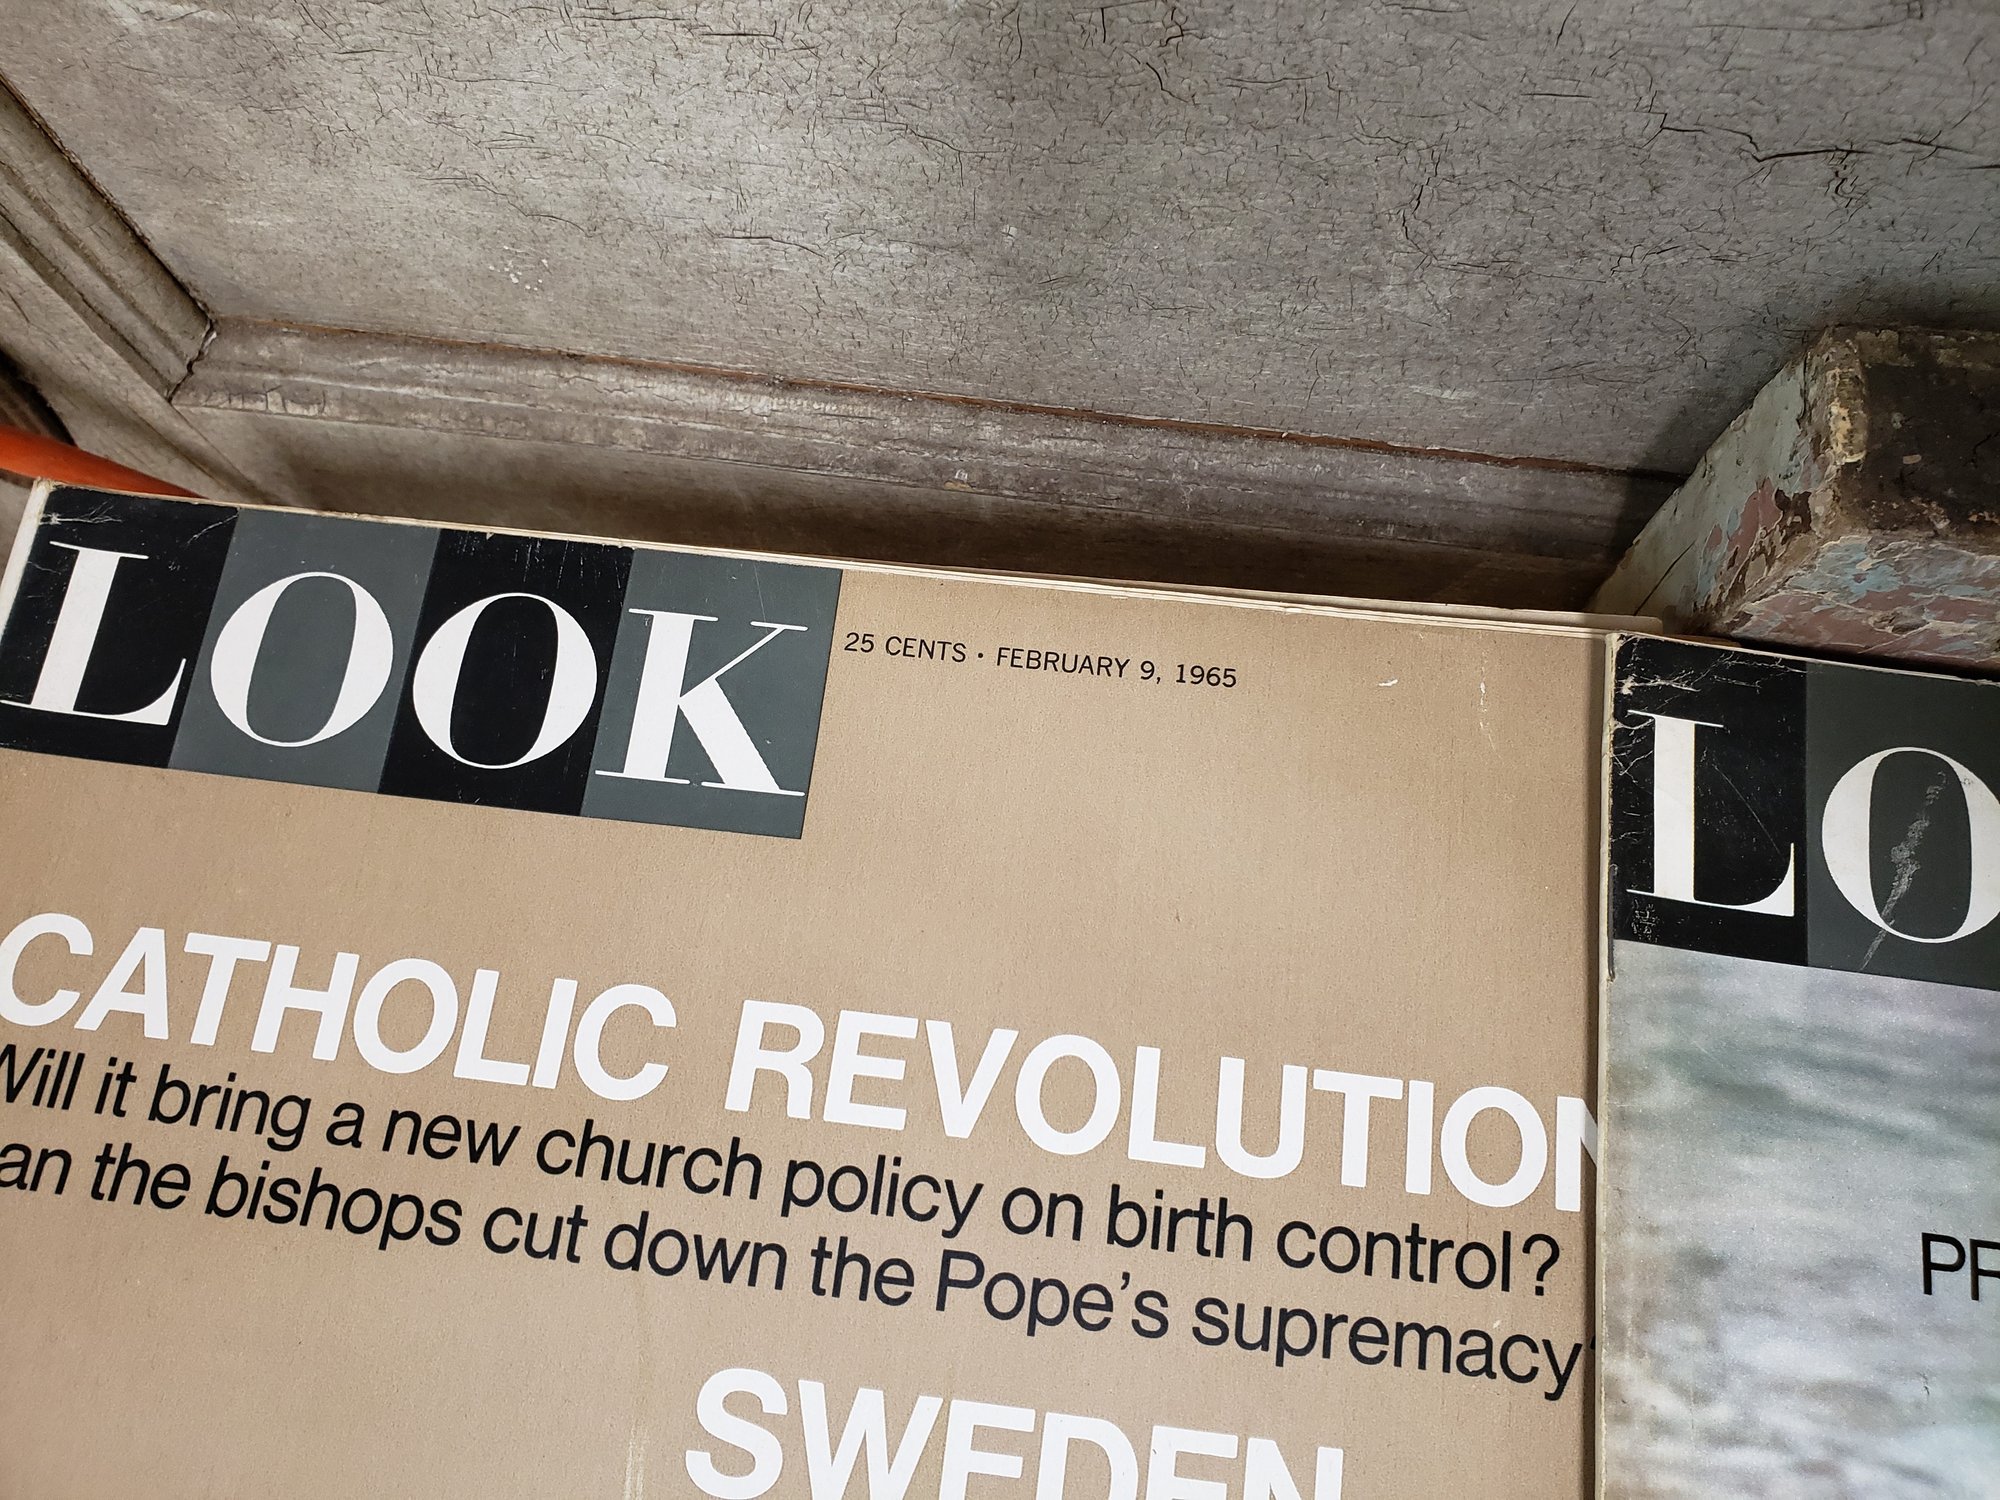 LOOK
25 CENTS · FEBRUARY 9, 1965
CATHOLIC REVOLUTION
Will it bring a new church policy on birth control?
an the bishops cut down the Pope's supremacy
SWEDEN
LO
PR